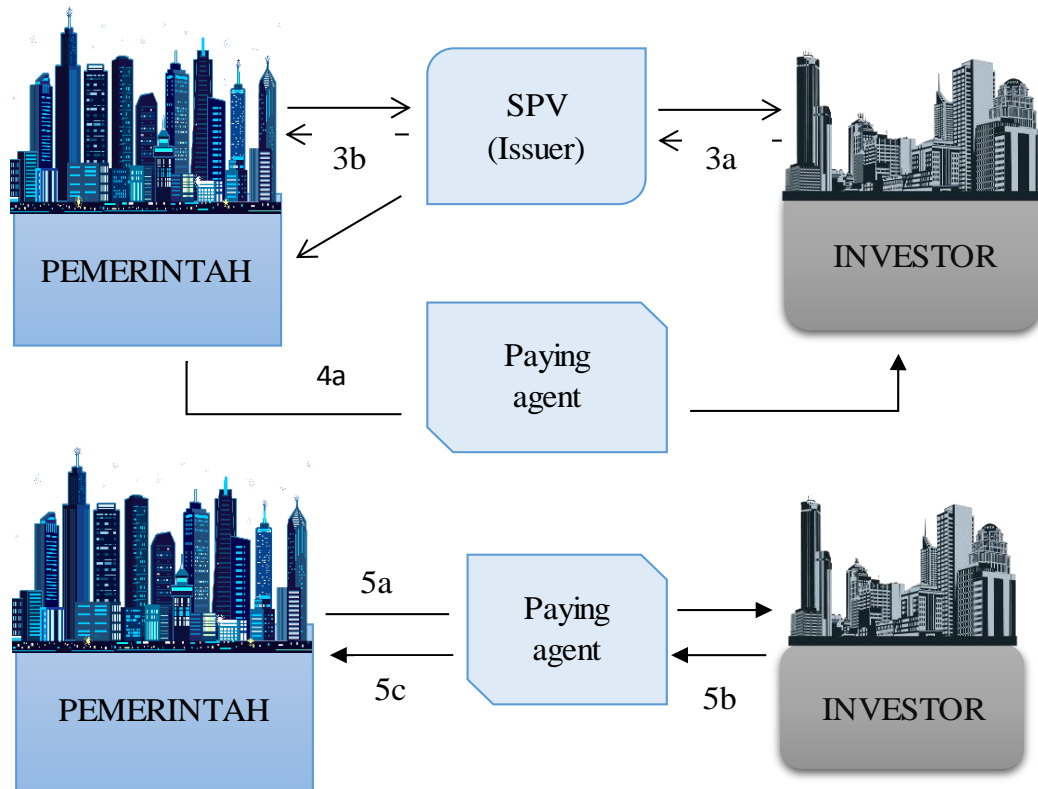 SPV
(Issuer)
3b
3a
PEMERINTAH
INVESTOR
Paying
agent
4a
5a
Paying
agent
5c
5b
PEMERINTAH
INVESTOR